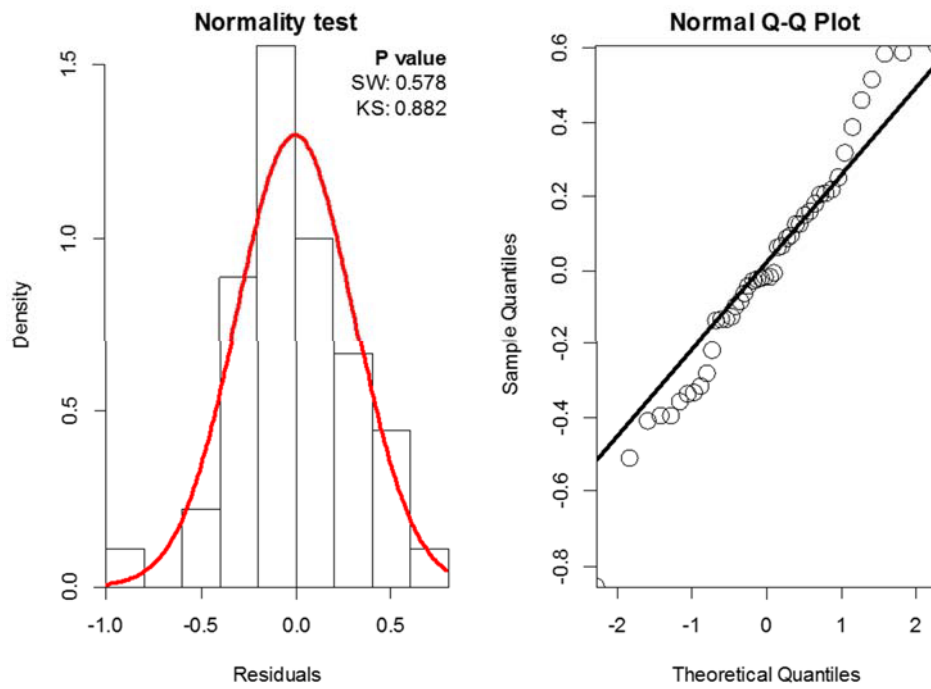 Normality test
P value
SW: 0.578
KS: 0.882
1.5
1.0
0.5
0.0
Density
-1.0
-0.5
0.0
0.5
Residuals
Normal Q-Q Plot
0.6
0.4
0.2
0.0
-0.2
-0.4
-0.6
-0.8
Sample Quantiles
-2
-1
0
1
2
Theoretical Quantiles